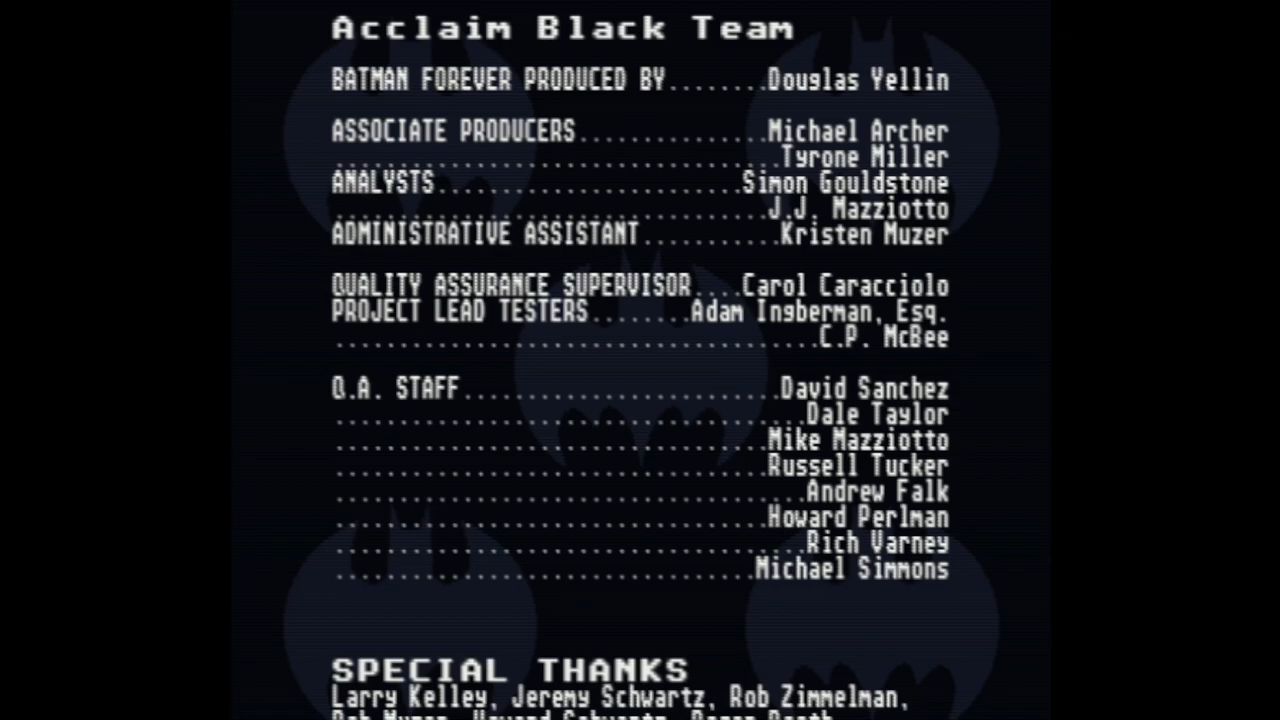 Acclaim Black Team
BATMAN FOREVER PRODUCED BY........Douglas Yellin
ASSOCIATE PRODUCERS...............Michael Archer
...................................Tyrone Miller
ANALYSTS........................Simon Gouldstone
..................................J.J. Mazziotto
ADMINISTRATIVE ASSISTANT...........Kristen Muzer
QUALITY ASSURANCE SUPERVISOR....Carol Caracciolo
PROJECT LEAD TESTERS........Adam Ingberman, Esq.
......................................C.P. McBee
Q.A. STAFF.........................David Sanchez
.....................................Dale Taylor
..................................Mike Mazziotto
..................................Russell Tucker
.....................................Andrew Falk
..................................Howard Perlman
.....................................Rich Varney
.................................Michael Simmons
SPECIAL THANKS
Larry Kelley, Jeremy Schwartz, Rob Zimmelman,
Howard Schwartz,